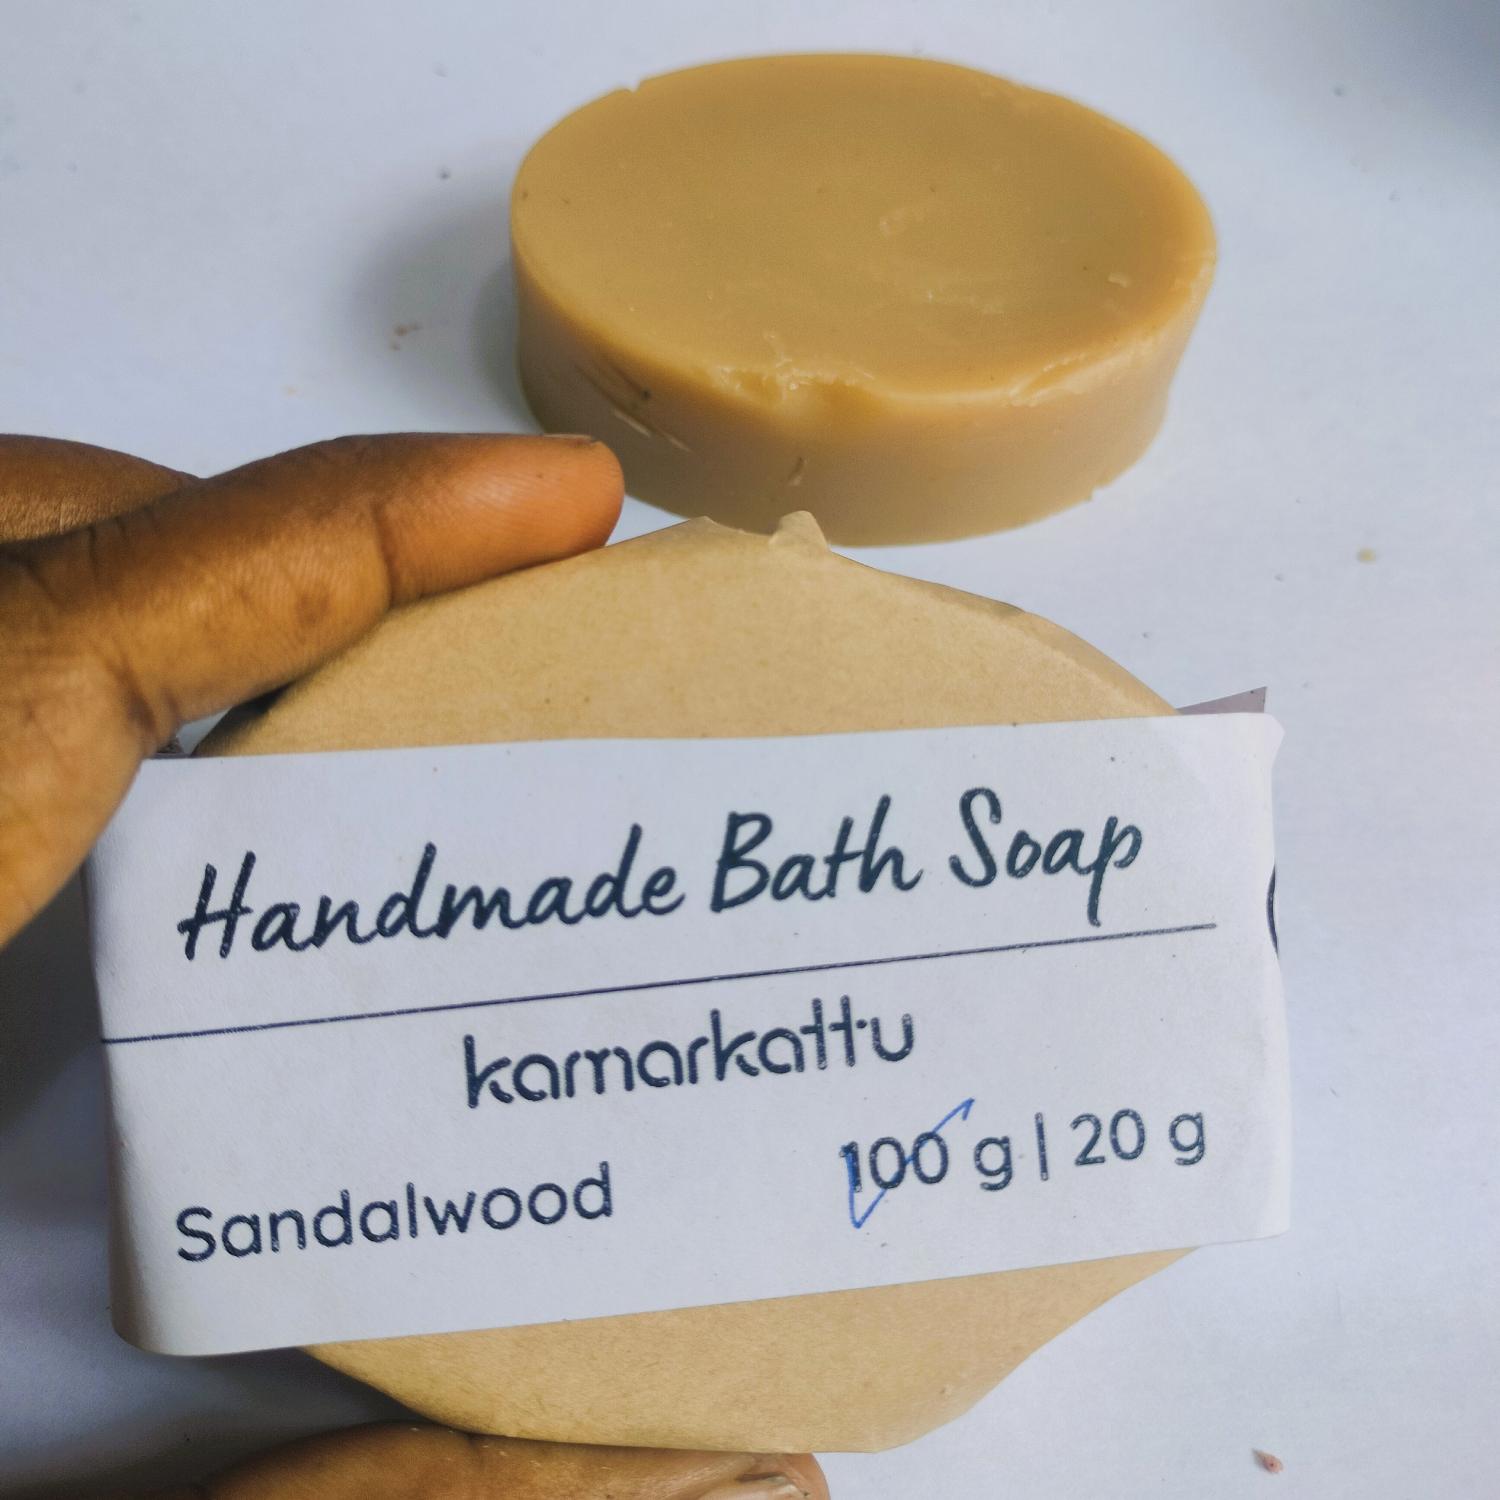 Handmade Bath Soap
kamarkattu
Sandalwood 100 g | 20 g